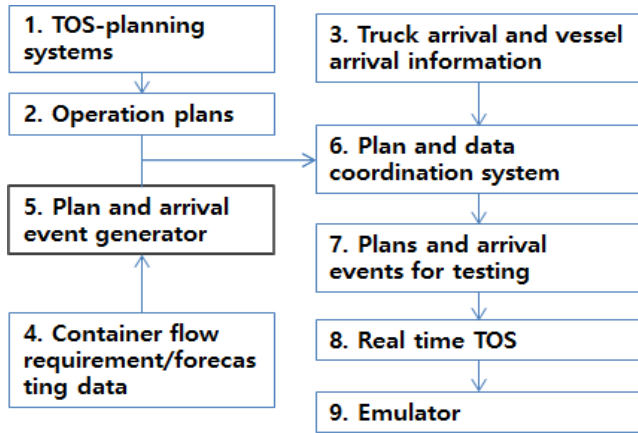 1. TOS-planning
systems
2. Operation plans
5. Plan and arrival
event generator
4. Container flow
requirement/forecas
ting data
3. Truck arrival and vessel
arrival information
6. Plan and data
coordination system
7. Plans and arrival
events for testing
8. Real time TOS
9. Emulator